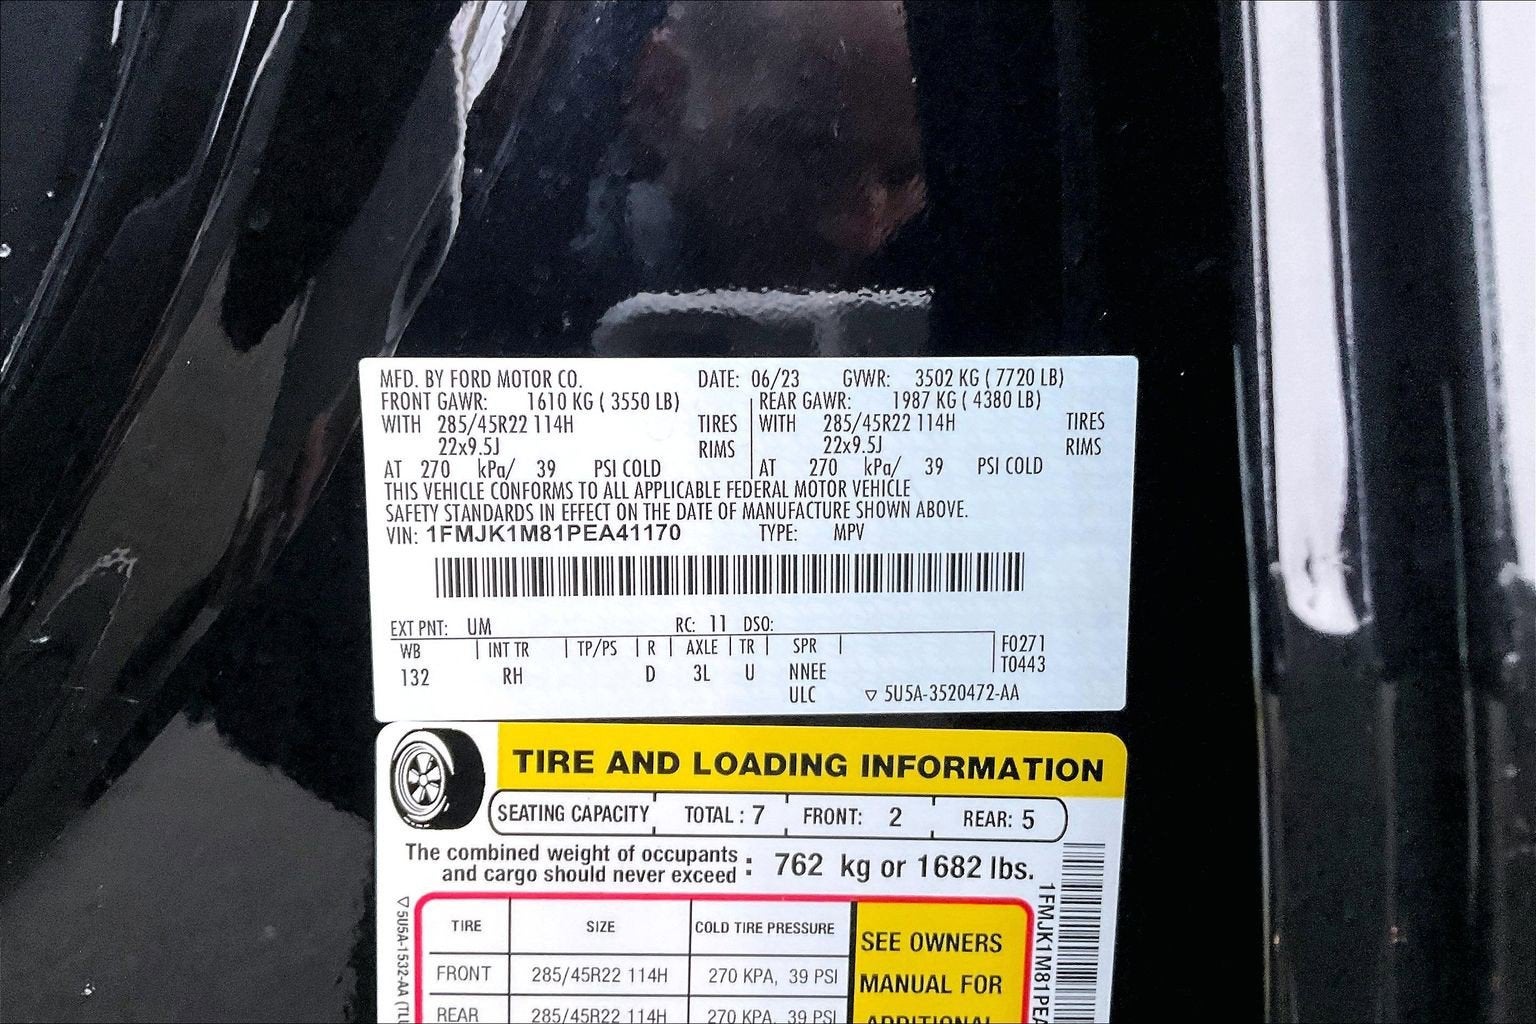 MFD. BY FORD MOTOR CO. DATE: 06/23 GVWR: 3502 KG ( 7720 LB)
FRONT GAWR: 1610 KG ( 3550 LB) REAR GAWR: 1987 KG ( 4380 LB)
WITH 285/45R22 114H TIRES WITH 285/45R22 114H TIRES
22x9.5J RIMS 22x9.5J RIMS
AT 270 kPa/ 39 PSI COLD AT 270 kPa/ 39 PSI COLD
THIS VEHICLE CONFORMS TO ALL APPLICABLE FEDERAL MOTOR VEHICLE
SAFETY STANDARDS IN EFFECT ON THE DATE OF MANUFACTURE SHOWN ABOVE.
VIN: 1FMJK1M81PEA41170 TYPE: MPV
EXT PNT: UM RC: 11 DSO:
WB INT TR TP/PS R AXLE TR SPR F0271
132 RH D 3L U NNEE T0443
ULC ▽ 5U5A-3520472-AA
TIRE AND LOADING INFORMATION
SEATING CAPACITY TOTAL : 7 FRONT: 2 REAR: 5
The combined weight of occupants
and cargo should never exceed : 762 kg or 1682 lbs.
TIRE SIZE COLD TIRE PRESSURE
FRONT 285/45R22 114H 270 KPA, 39 PSI
REAR 285/45R22 114H 270 KPA, 39 PSI
SEE OWNERS
MANUAL FOR
ADDITIONAL
▽5U5A-1532-AA (TL
1FMJK1M81PEA